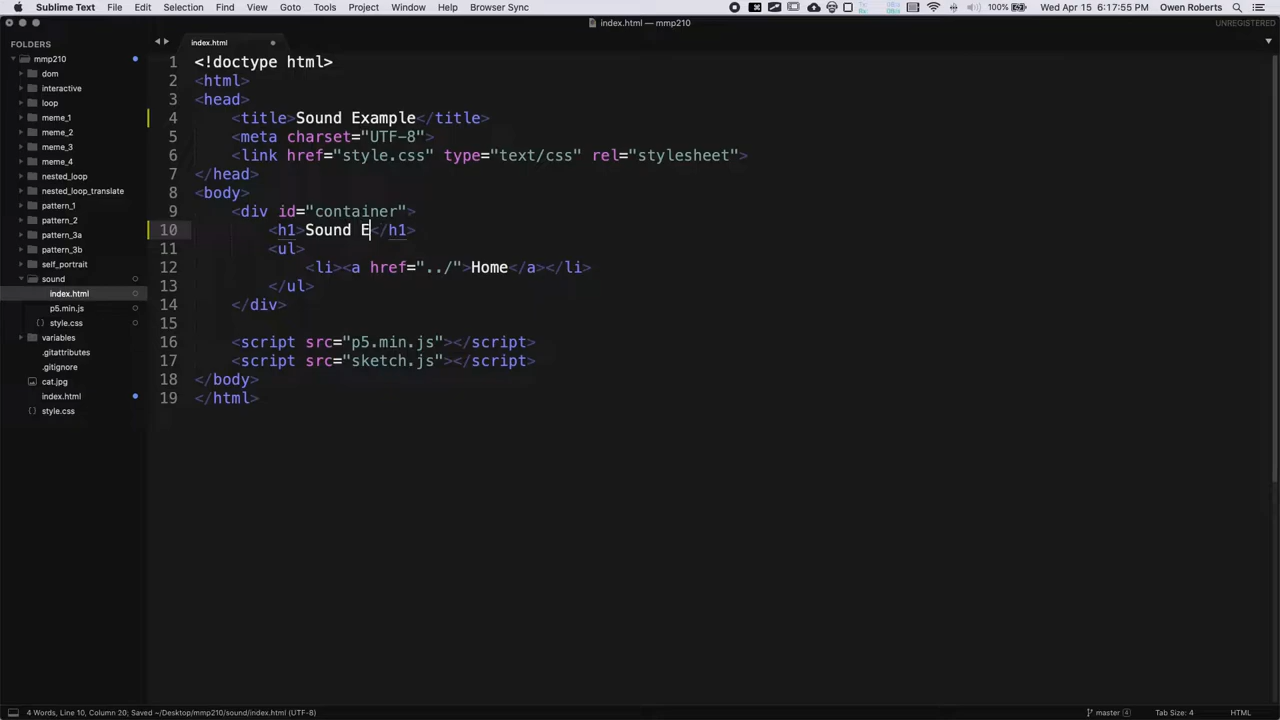 Sublime Text File Edit Selection Find View Goto Tools Project Window Help Browser Sync 100% Wed Apr 15 6:17:55 PM Owen Roberts
index.html — mmp210 UNREGISTERED
FOLDERS
mmp210
dom
interactive
loop
meme_1
meme_2
meme_3
meme_4
nested_loop
nested_loop_translate
pattern_1
pattern_2
pattern_3a
pattern_3b
self_portrait
sound
index.html
p5.min.js
style.css
variables
.gitattributes
.gitignore
cat.jpg
index.html
style.css
index.html
1 <!doctype html>
2 <html>
3 <head>
4 <title>Sound Example</title>
5 <meta charset="UTF-8">
6 <link href="style.css" type="text/css" rel="stylesheet">
7 </head>
8 <body>
9 <div id="container">
10 <h1>Sound E</h1>
11 <ul>
12 <li><a href="../">Home</a></li>
13 </ul>
14 </div>
15
16 <script src="p5.min.js"></script>
17 <script src="sketch.js"></script>
18 </body>
19 </html>
4 Words, Line 10, Column 20; Saved ~/Desktop/mmp210/sound/index.html (UTF-8) master 4 Tab Size: 4 HTML